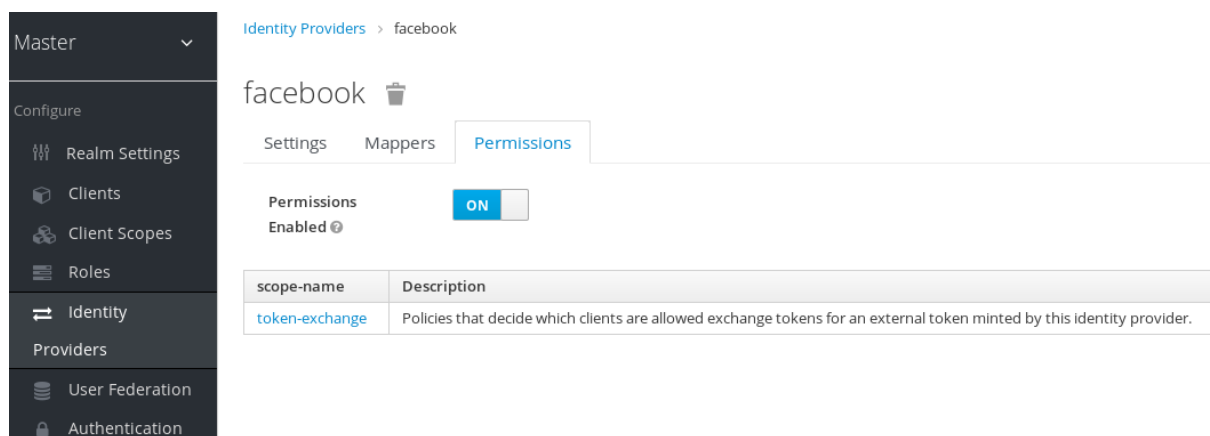 Master
Configure
Realm Settings
Clients
Client Scopes
Roles
Identity
Providers
User Federation
Authentication
Identity Providers > facebook
facebook
Settings Mappers Permissions
Permissions
Enabled
ON
scope-name Description
token-exchange Policies that decide which clients are allowed exchange tokens for an external token minted by this identity provider.